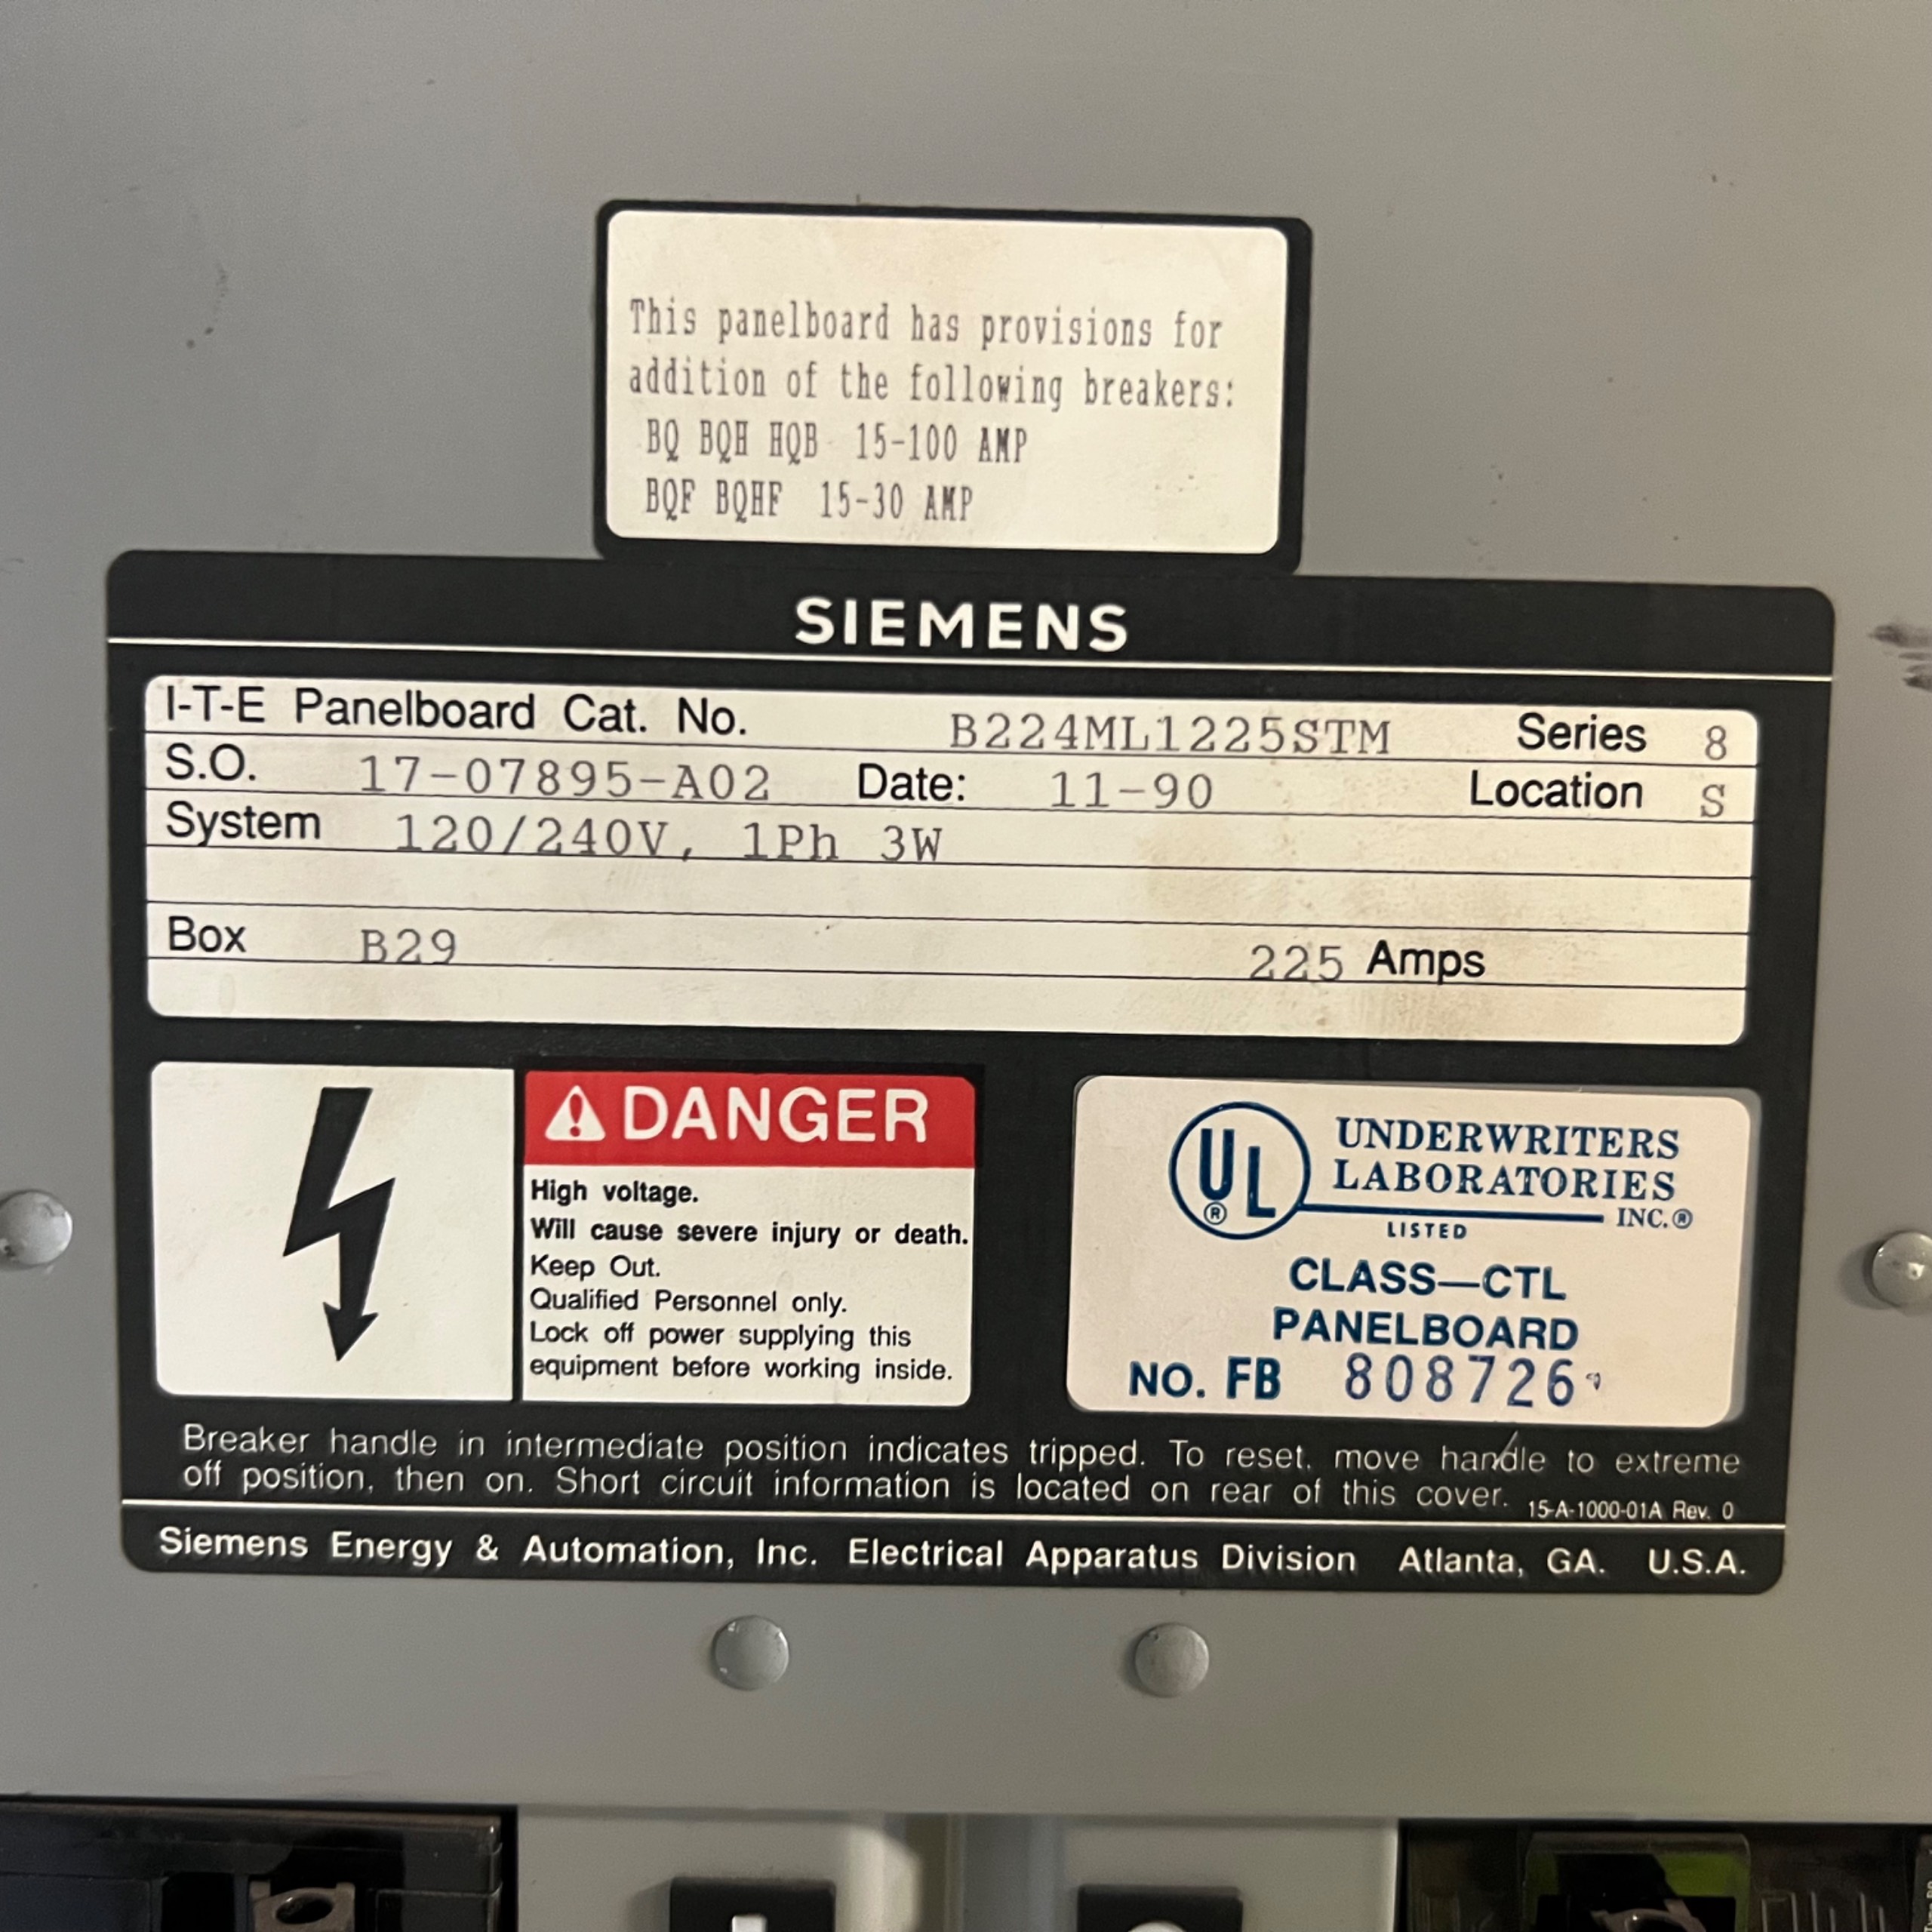 This panelboard has provisions for
addition of the following breakers:
BQ BQH HQB 15-100 AMP
BQF BQHF 15-30 AMP
SIEMENS
I-T-E Panelboard Cat. No. B224ML1225STM Series 8
S.O. 17-07895-A02 Date: 11-90 Location S
System 120/240V, 1Ph 3W
Box B29 225 Amps
DANGER
High voltage.
Will cause severe injury or death.
Keep Out.
Qualified Personnel only.
Lock off power supplying this
equipment before working inside.
UL ®
UNDERWRITERS
LABORATORIES
INC.®
LISTED
CLASS—CTL
PANELBOARD
NO. FB 808726
Breaker handle in intermediate position indicates tripped. To reset, move handle to extreme
off position, then on. Short circuit information is located on rear of this cover. 15-A-1000-01A Rev. 0
Siemens Energy & Automation, Inc. Electrical Apparatus Division Atlanta, GA. U.S.A.